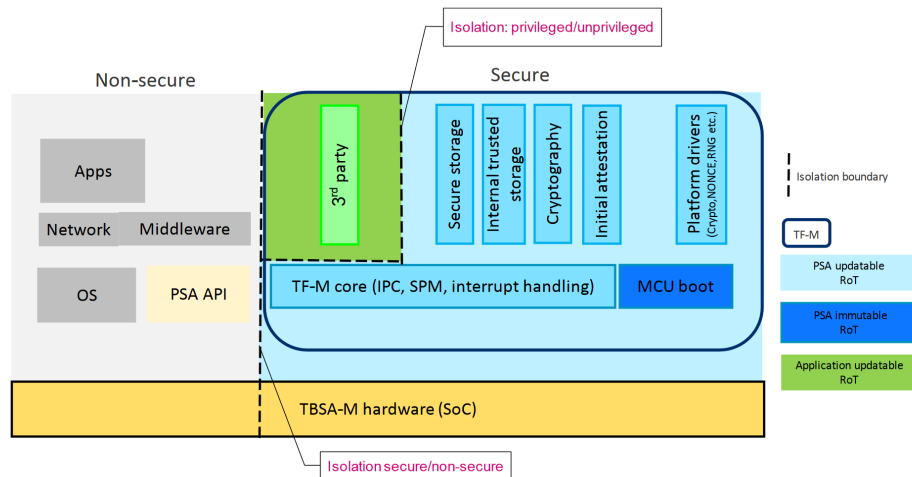 Isolation: privileged/unprivileged
Non-secure
Secure
Apps
Network
Middleware
OS
PSA API
3rd party
Secure storage
Internal trusted
storage
Cryptography
Initial attestation
Platform drivers
(Crypto,NONCE,RNG etc.)
TF-M core (IPC, SPM, interrupt handling)
MCU boot
TBSA-M hardware (SoC)
Isolation secure/non-secure
Isolation boundary
TF-M
PSA updatable
RoT
PSA immutable
RoT
Application updatable
RoT